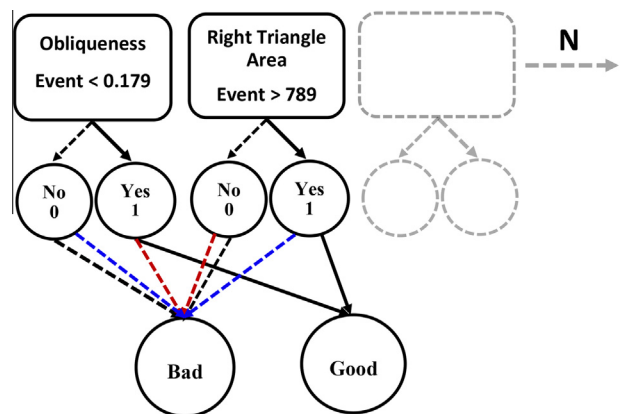 Obliqueness
Event < 0.179
Right Triangle
Area
Event > 789
N
No
0
Yes
1
No
0
Yes
1
Bad
Good